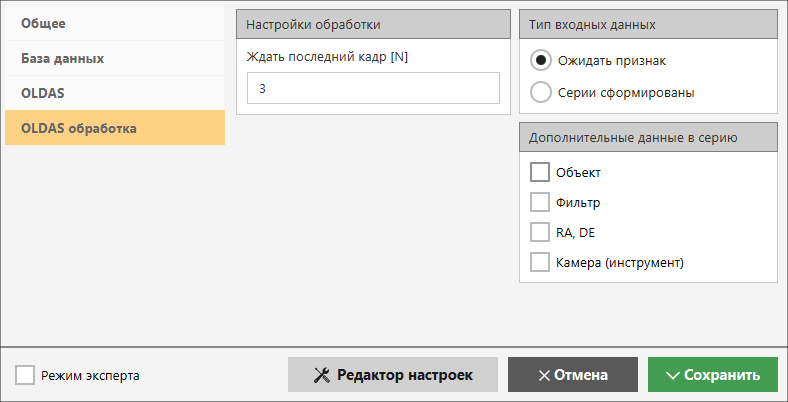 Общее
База данных
OLDAS
OLDAS обработка
Настройки обработки
Ждать последний кадр [N]
3
Тип входных данных
Ожидать признак
Серии сформированы
Дополнительные данные в серию
Объект
Фильтр
RA, DE
Камера (инструмент)
Режим эксперта
Редактор настроек
Отмена
Сохранить